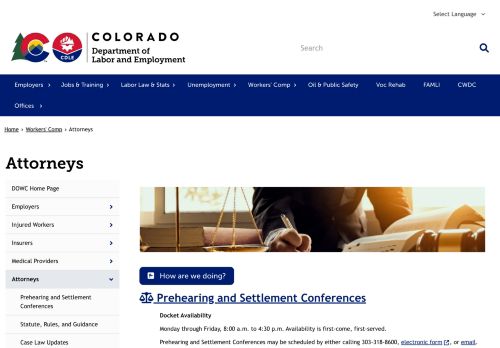 Select Language
COLORADO
Department of
Labor and Employment
CDLE
Search
Employers
Jobs & Training
Labor Law & Stats
Unemployment
Workers' Comp
Oil & Public Safety
Voc Rehab
FAMLI
CWDC
Offices
Home › Workers' Comp › Attorneys
Attorneys
DOWC Home Page
Employers
Injured Workers
Insurers
Medical Providers
Attorneys
Prehearing and Settlement
Conferences
Statute, Rules, and Guidance
Case Law Updates
How are we doing?
Prehearing and Settlement Conferences
Docket Availability
Monday through Friday, 8:00 a.m. to 4:30 p.m. Availability is first-come, first-served.
Prehearing and Settlement Conferences may be scheduled by either calling 303-318-8600, electronic form, or email.